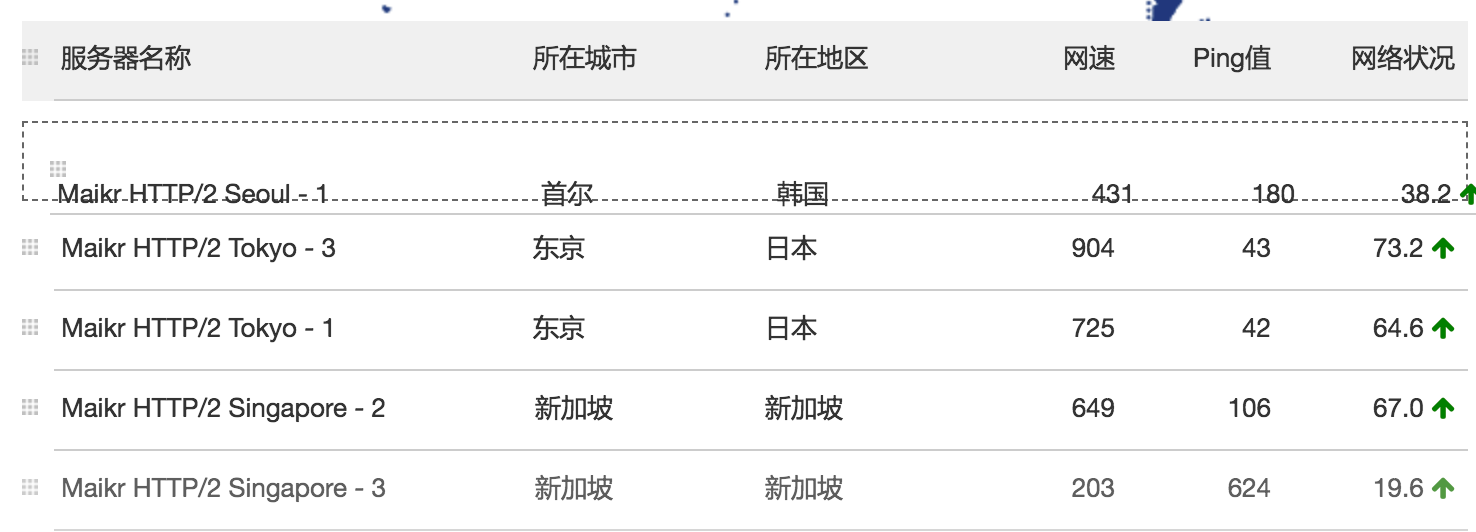 服务器名称 所在城市 所在地区 网速 Ping值 网络状况
Maikr HTTP/2 Seoul - 1 首尔 韩国 431 180 38.2
Maikr HTTP/2 Tokyo - 3 东京 日本 904 43 73.2
Maikr HTTP/2 Tokyo - 1 东京 日本 725 42 64.6
Maikr HTTP/2 Singapore - 2 新加坡 新加坡 649 106 67.0
Maikr HTTP/2 Singapore - 3 新加坡 新加坡 203 624 19.6